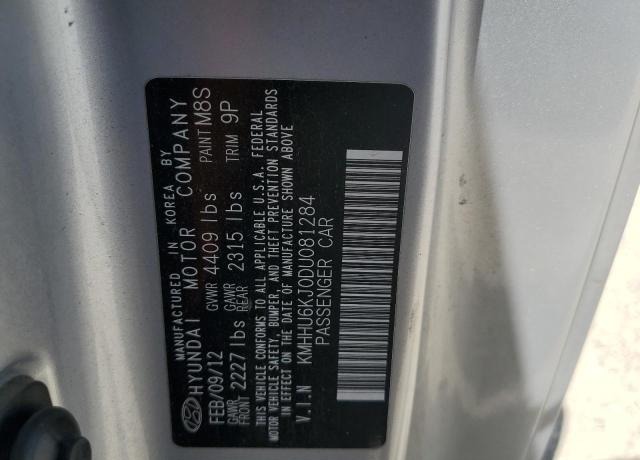 MANUFACTURED IN KOREA BY
HYUNDAI MOTOR COMPANY
FEB/09/12 GVWR 4409 lbs PAINT M8S
GAWR FRONT 2227 lbs GAWR REAR 2315 lbs TRIM 9P
THIS VEHICLE CONFORMS TO ALL APPLICABLE U.S.A. FEDERAL
MOTOR VEHICLE SAFETY, BUMPER, AND THEFT PREVENTION STANDARDS
IN EFFECT ON THE DATE OF MANUFACTURE SHOWN ABOVE
V.I.N KMHHU6KJ0DU081284
PASSENGER CAR